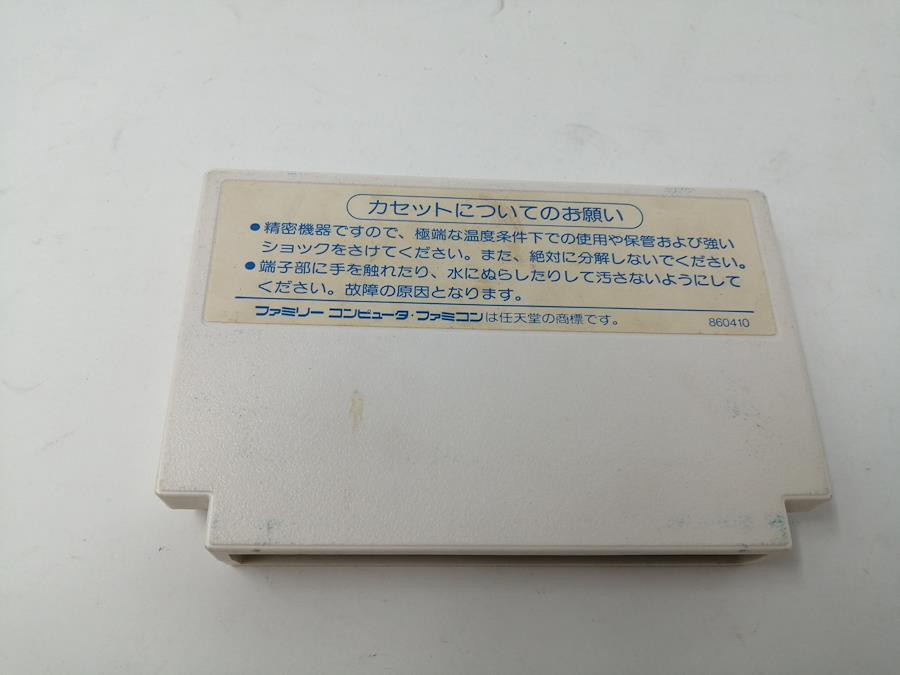 カセットについてのお願い
●精密機器ですので、極端な温度条件下での使用や保管および強い
ショックをさけてください。また、絶対に分解しないでください。
●端子部に手を触れたり、水にぬらしたりして汚さないようにして
ください。故障の原因となります。
ファミリー コンピュータ・ファミコンは任天堂の商標です。
860410